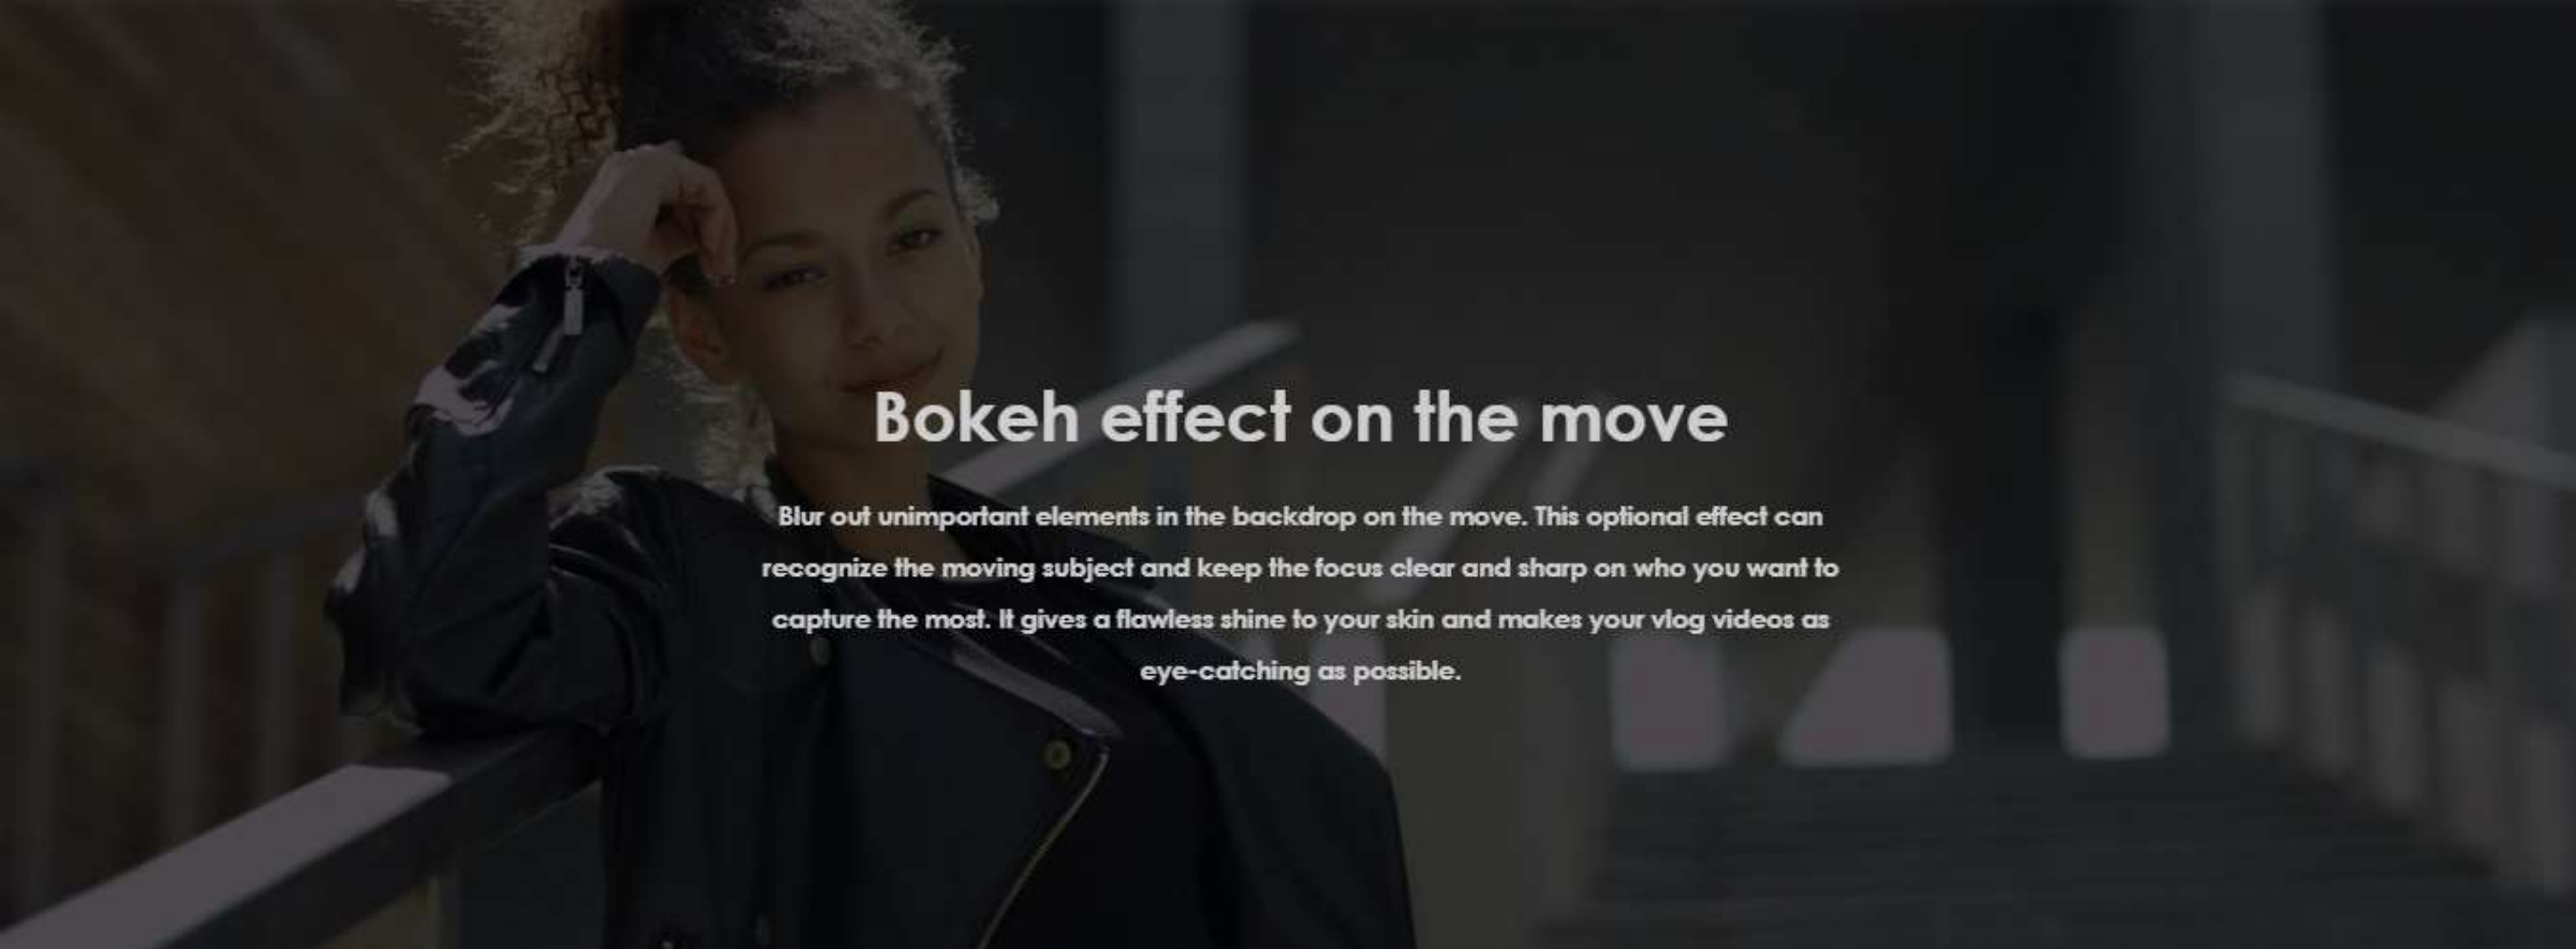 Bokeh effect on the move
Blur out unimportant elements in the backdrop on the move. This optional effect can
recognize the moving subject and keep the focus clear and sharp on who you want to
capture the most. It gives a flawless shine to your skin and makes your vlog videos as
eye-catching as possible.